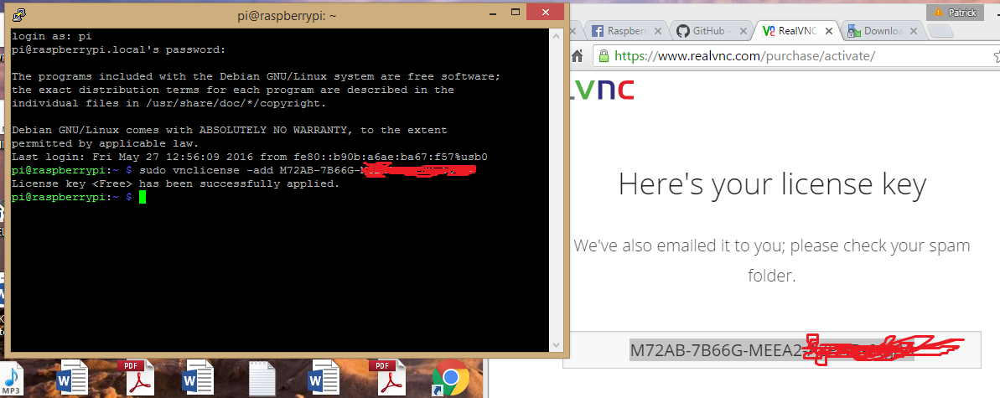 pi@raspberrypi: ~
login as: pi
pi@raspberrypi.local's password:
The programs included with the Debian GNU/Linux system are free software;
the exact distribution terms for each program are described in the
individual files in /usr/share/doc/*/copyright.
Debian GNU/Linux comes with ABSOLUTELY NO WARRANTY, to the extent
permitted by applicable law.
Last login: Fri May 27 12:56:09 2016 from fe80::b90b:a6ae:ba67:f57%usb0
pi@raspberrypi:~ $ sudo vnclicense -add M72AB-7B66G-
License key <Free> has been successfully applied.
pi@raspberrypi:~ $
Patrick
Raspberr
GitHub -
RealVNC
Downloa
https://www.realvnc.com/purchase/activate/
vnc
Here's your license key
We've also emailed it to you; please check your spam
folder.
M72AB-7B66G-MEEA2-
MP3
PDF
PDF